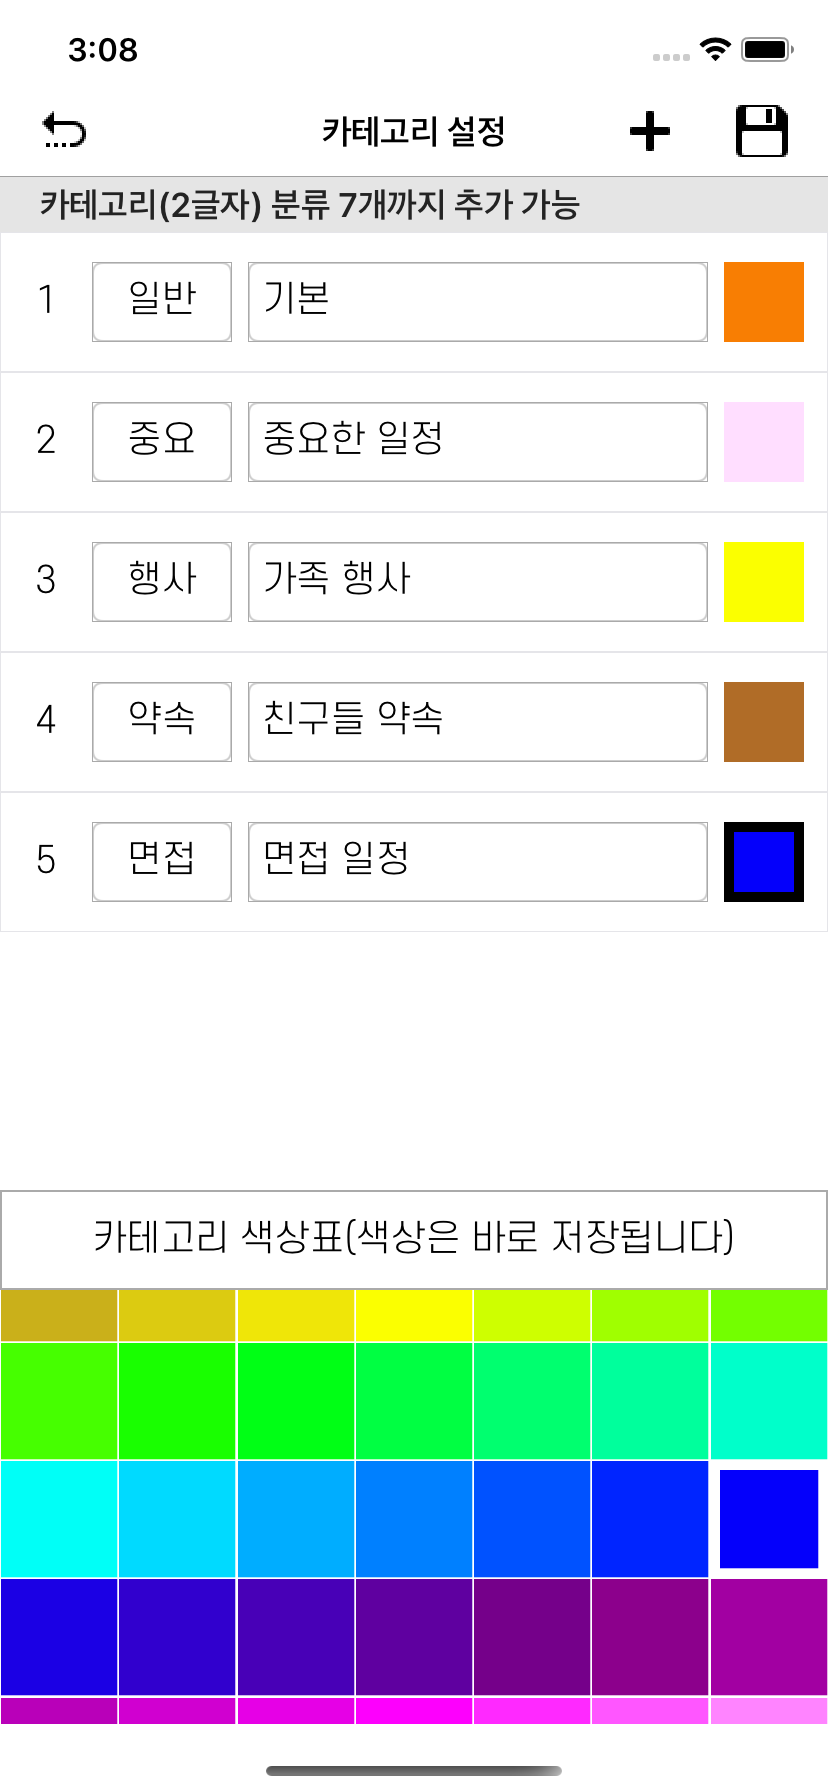 3:08
카테고리 설정
카테고리(2글자) 분류 7개까지 추가 가능
1 일반 기본
2 중요 중요한 일정
3 행사 가족 행사
4 약속 친구들 약속
5 면접 면접 일정
카테고리 색상표(색상은 바로 저장됩니다)